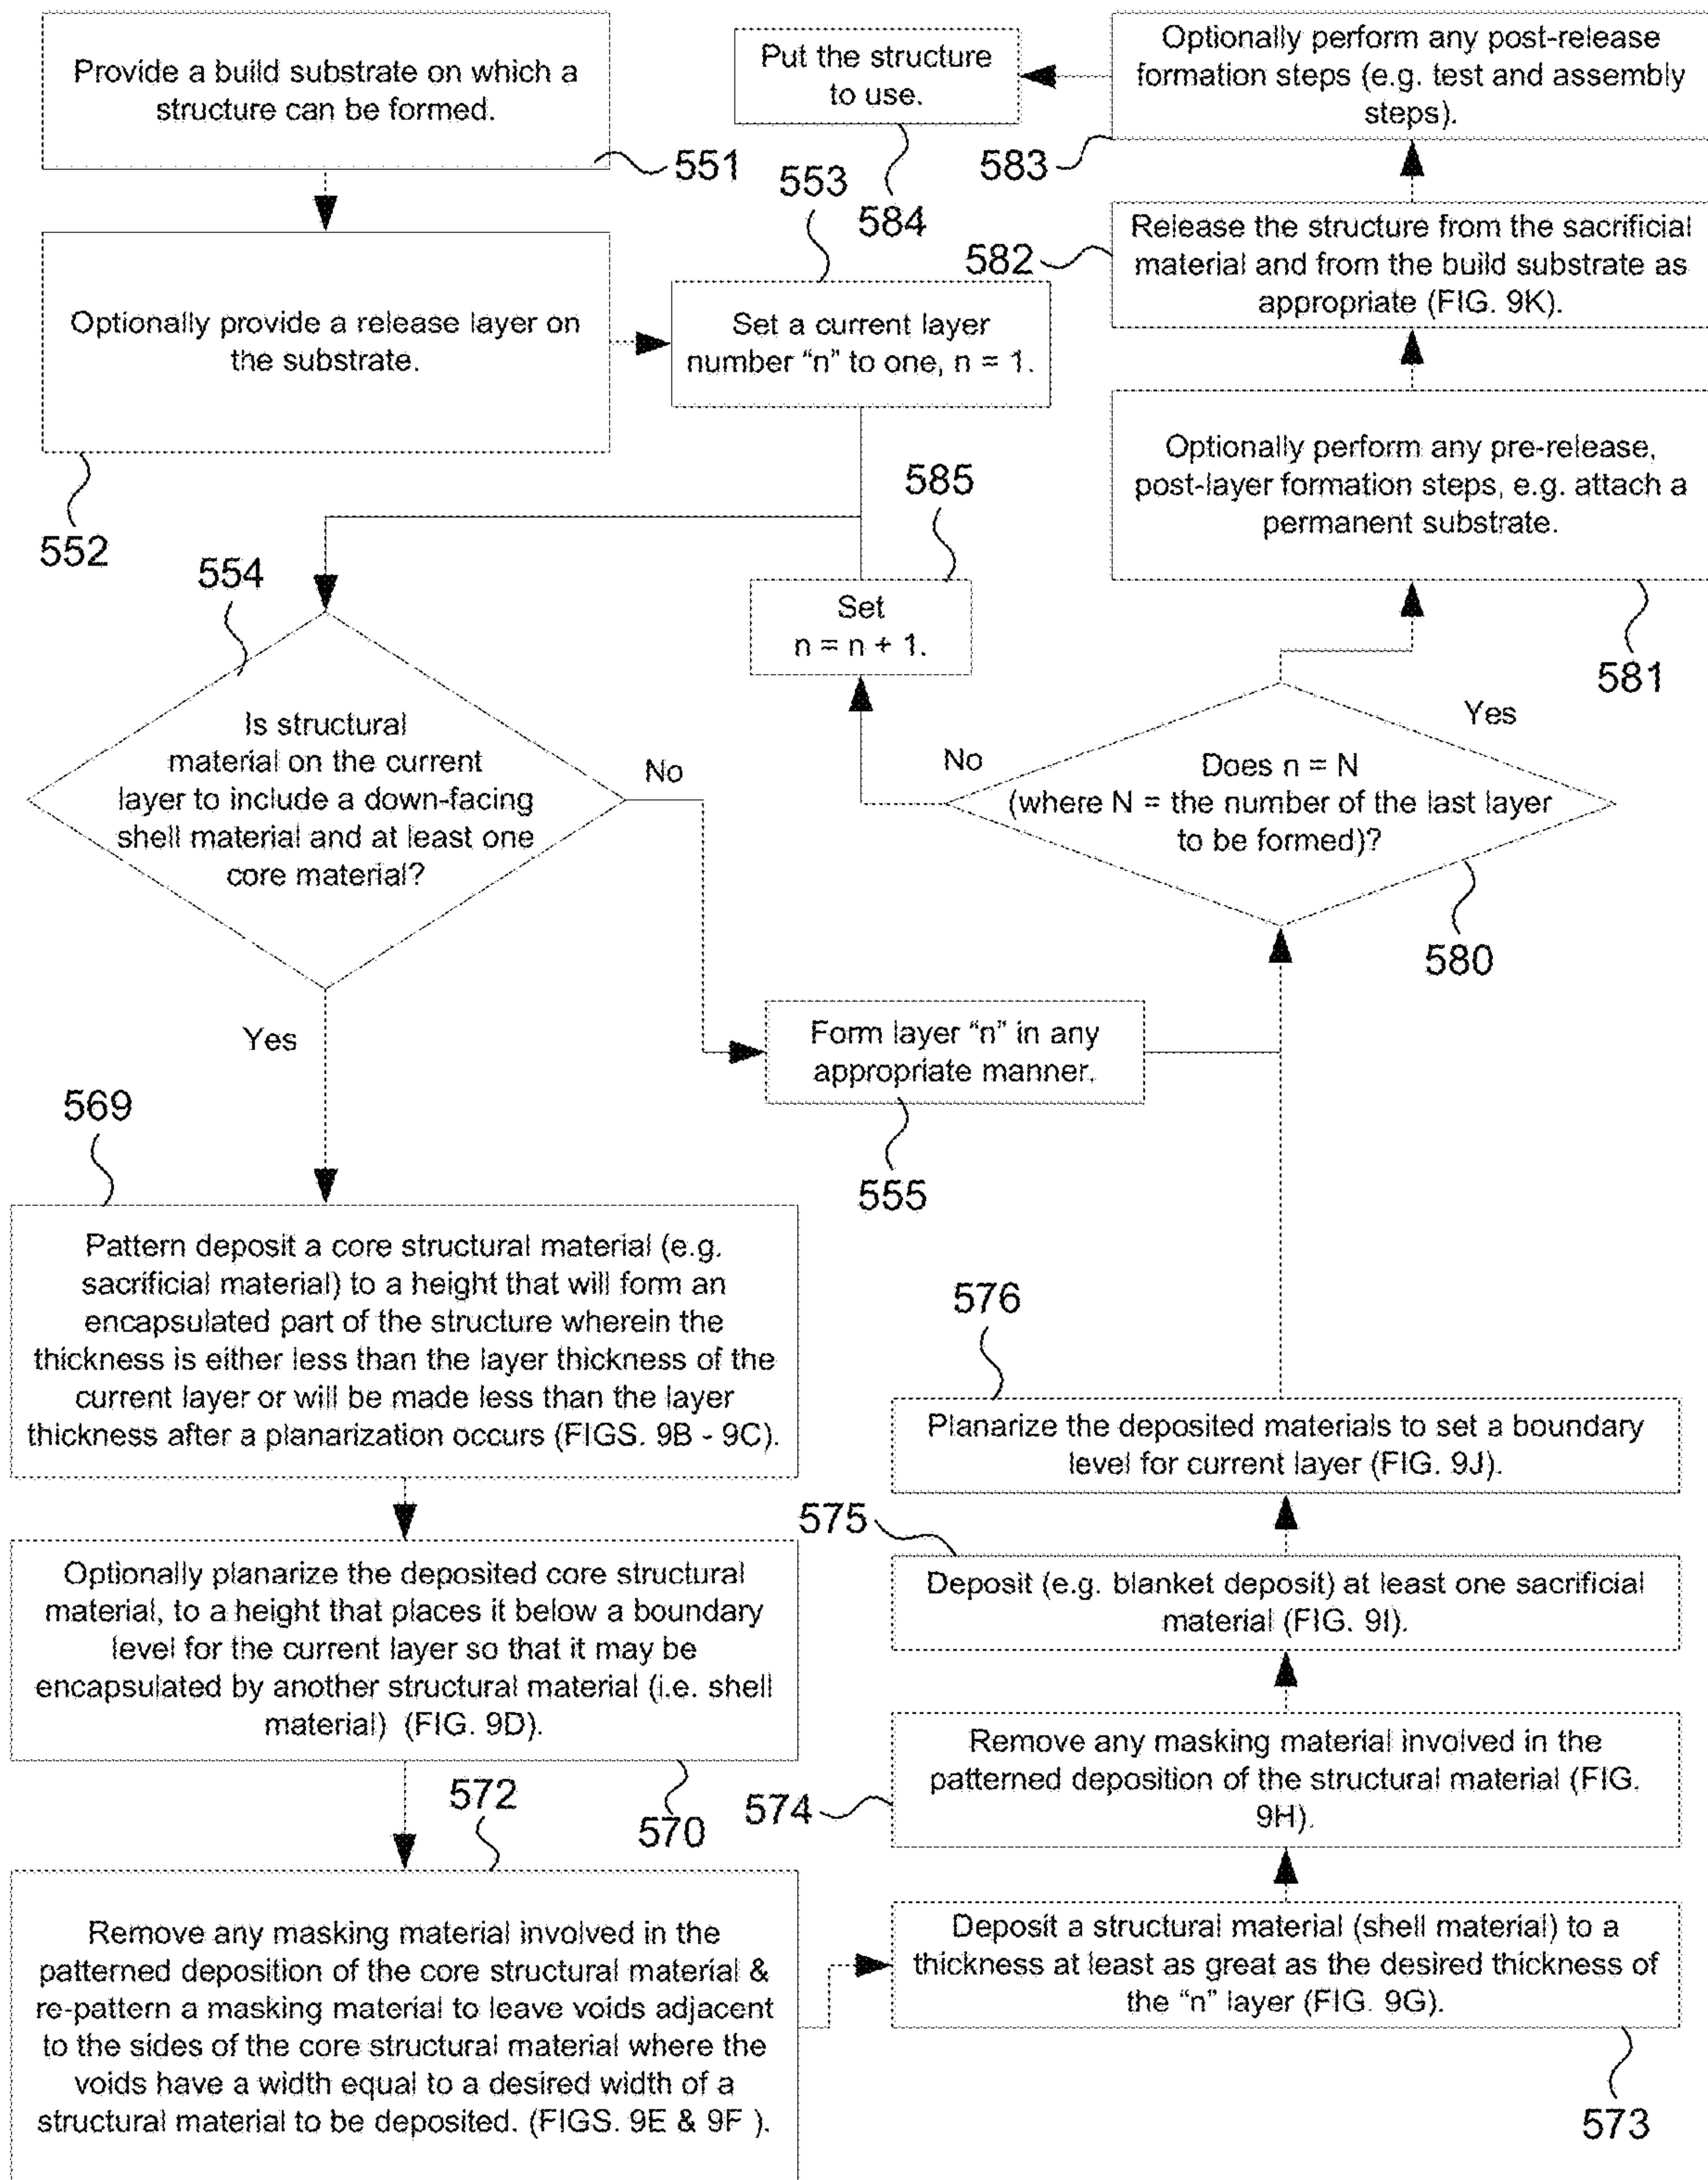 Provide a build substrate on which a
structure can be formed.
551
Optionally provide a release layer on
the substrate.
552
553
Set a current layer
number “n” to one, n = 1.
554
Is structural
material on the current
layer to include a down-facing
shell material and at least one
core material?
No
Yes
Form layer “n” in any
appropriate manner.
555
569
Pattern deposit a core structural material (e.g.
sacrificial material) to a height that will form an
encapsulated part of the structure wherein the
thickness is either less than the layer thickness of the
current layer or will be made less than the layer
thickness after a planarization occurs (FIGS. 9B - 9C).
Optionally planarize the deposited core structural
material, to a height that places it below a boundary
level for the current layer so that it may be
encapsulated by another structural material (i.e. shell
material) (FIG. 9D).
570
572
Remove any masking material involved in the
patterned deposition of the core structural material &
re-pattern a masking material to leave voids adjacent
to the sides of the core structural material where the
voids have a width equal to a desired width of a
structural material to be deposited. (FIGS. 9E & 9F ).
Deposit a structural material (shell material) to a
thickness at least as great as the desired thickness of
the “n” layer (FIG. 9G).
573
Remove any masking material involved in the
patterned deposition of the structural material (FIG.
9H).
574
575
Deposit (e.g. blanket deposit) at least one sacrificial
material (FIG. 9I).
576
Planarize the deposited materials to set a boundary
level for current layer (FIG. 9J).
Does n = N
(where N = the number of the last layer
to be formed)?
580
No
Yes
585
Set
n = n + 1.
Optionally perform any pre-release,
post-layer formation steps, e.g. attach a
permanent substrate.
581
582
Release the structure from the sacrificial
material and from the build substrate as
appropriate (FIG. 9K).
Optionally perform any post-release
formation steps (e.g. test and assembly
steps).
583
Put the structure
to use.
584